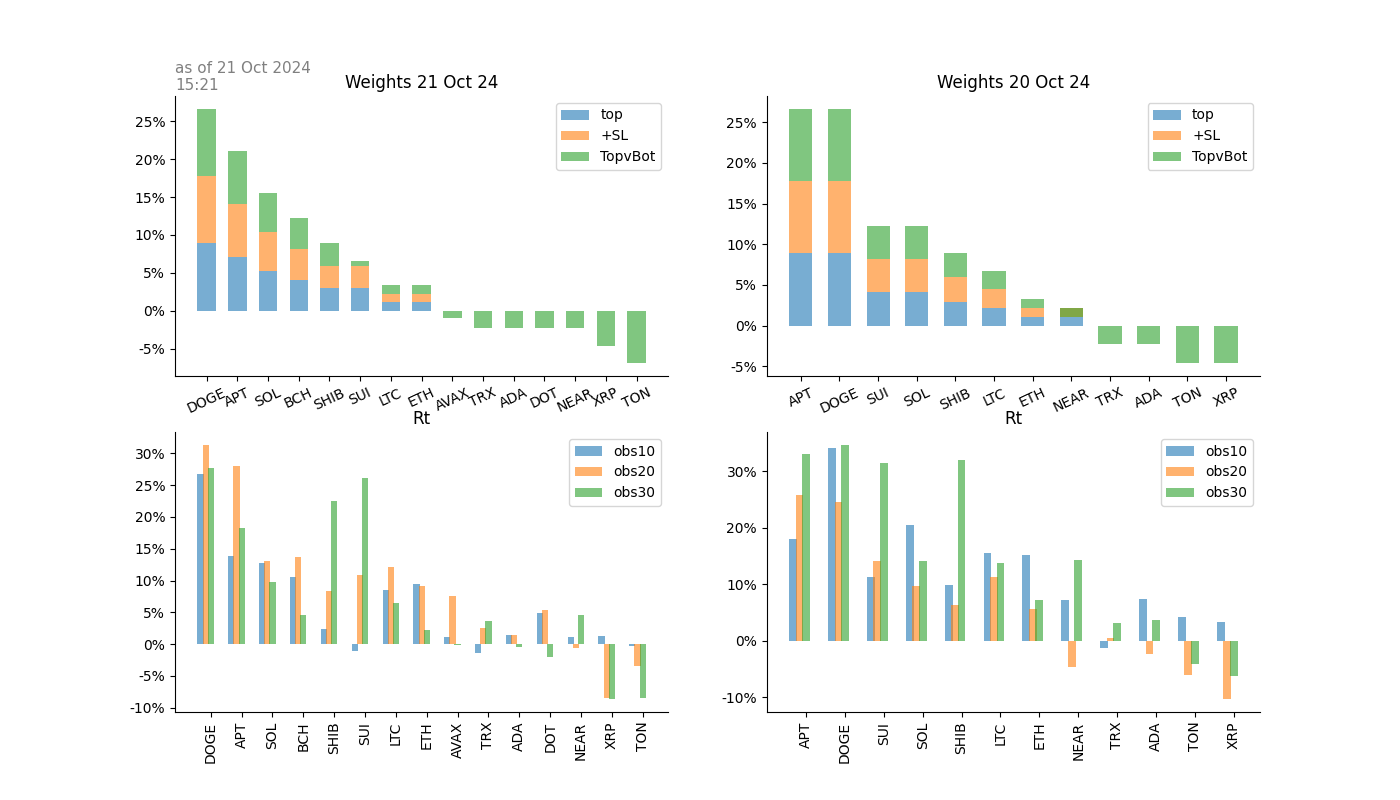 as of 21 Oct 2024
15:21
Weights 21 Oct 24
25%
20%
15%
10%
5%
0%
-5%
top
+SL
TopvBot
DOGE APT SOL BCH SHIB SUI LTC ETH AVAX TRX ADA DOT NEAR XRP TON
Weights 20 Oct 24
25%
20%
15%
10%
5%
0%
-5%
top
+SL
TopvBot
APT DOGE SUI SOL SHIB LTC ETH NEAR TRX ADA TON XRP
Rt
30%
25%
20%
15%
10%
5%
0%
-5%
-10%
obs10
obs20
obs30
DOGE APT SOL BCH SHIB SUI LTC ETH AVAX TRX ADA DOT NEAR XRP TON
Rt
30%
20%
10%
0%
-10%
obs10
obs20
obs30
APT DOGE SUI SOL SHIB LTC ETH NEAR TRX ADA TON XRP